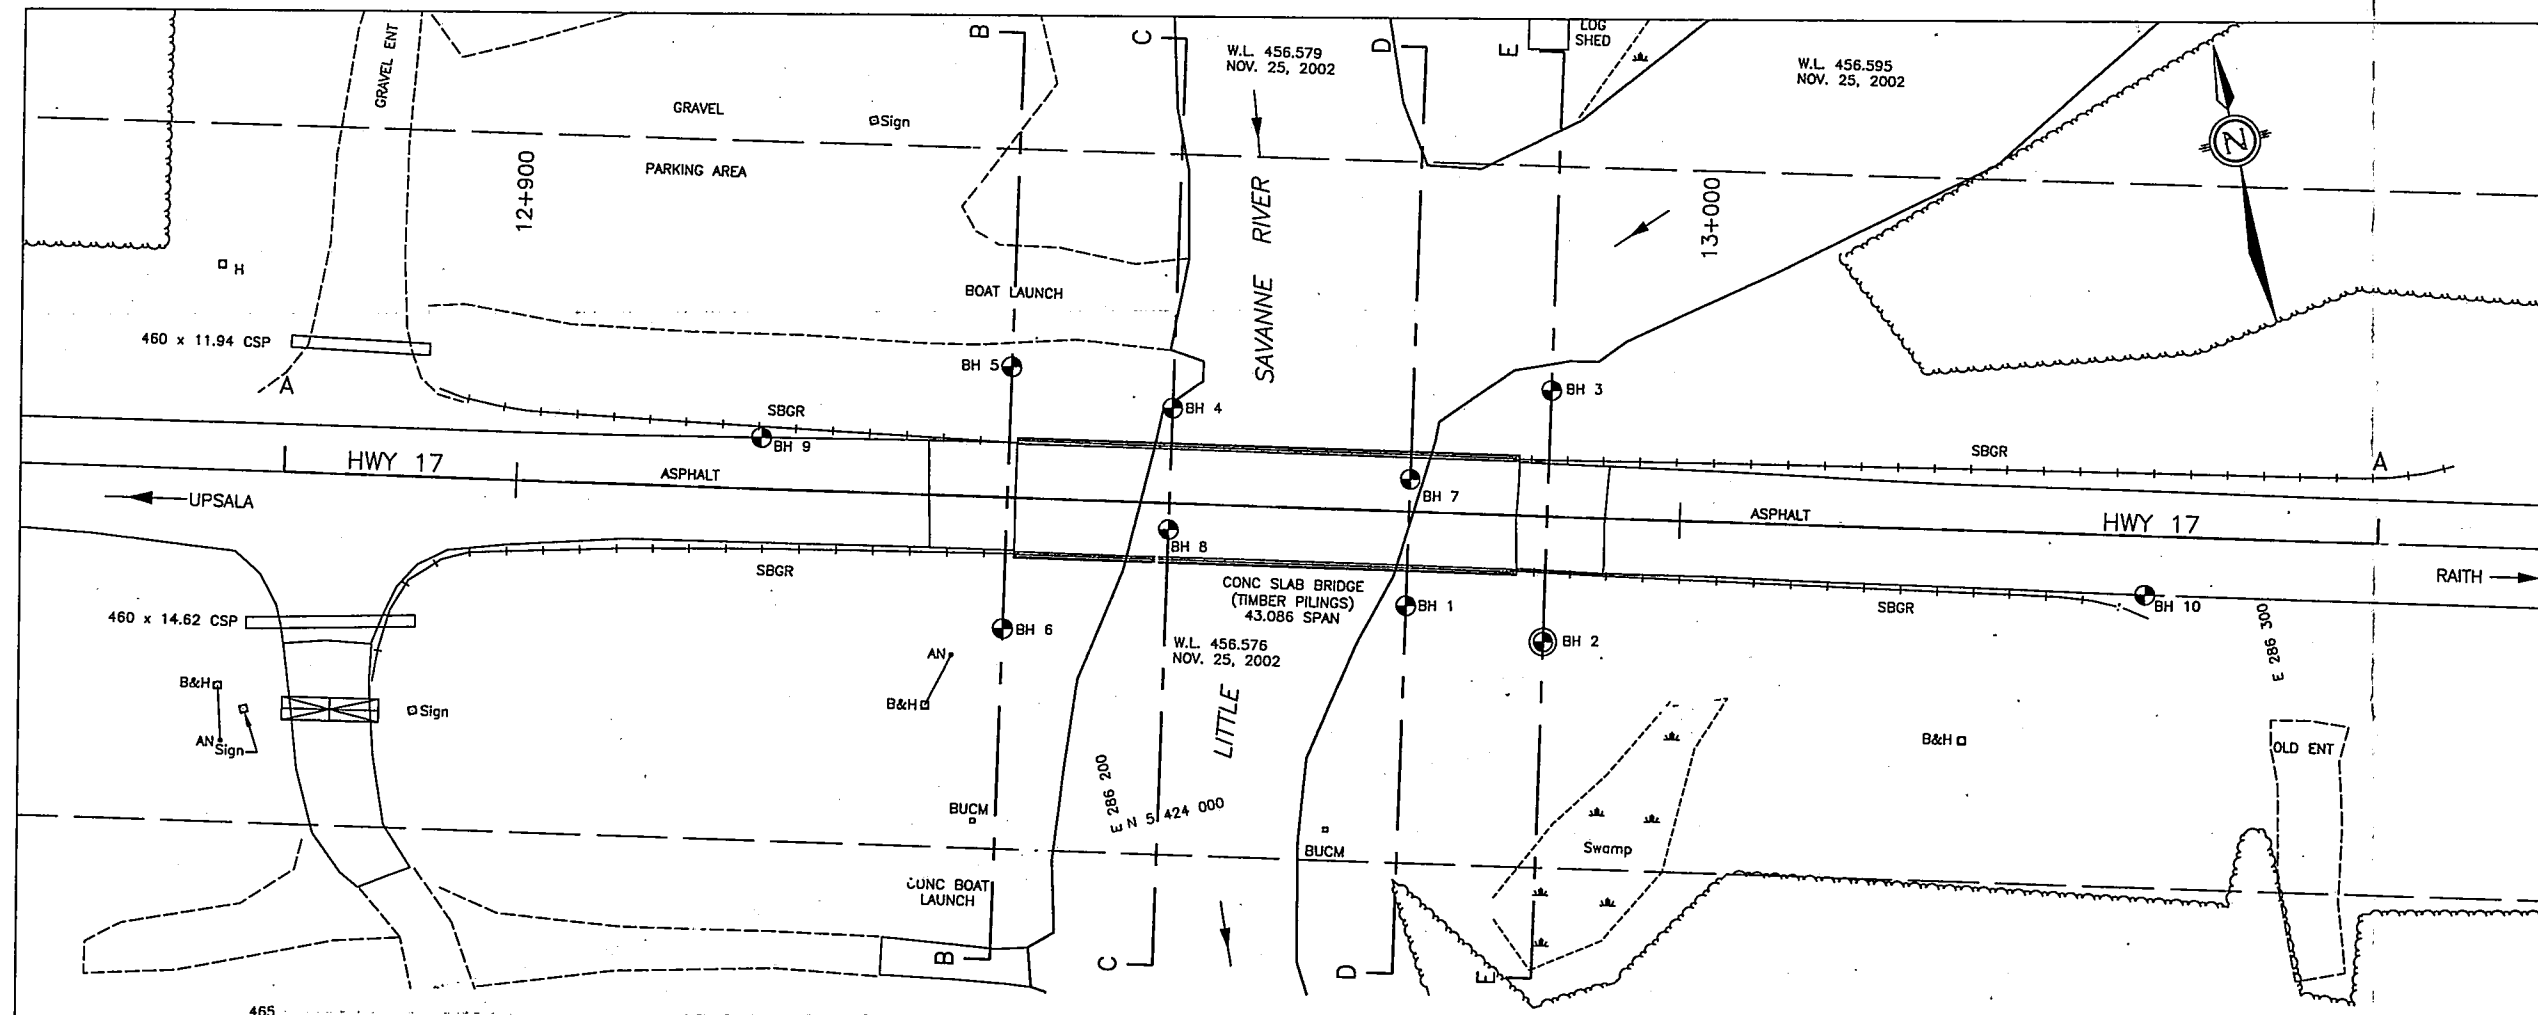 B
C
D
E
LOG
SHED
GRAVEL ENT
W.L. 456.579
NOV. 25, 2002
W.L. 456.595
NOV. 25, 2002
GRAVEL
Sign
PARKING AREA
12+900
SAVANNE RIVER
13+000
N
H
BOAT LAUNCH
460 x 11.94 CSP
A
BH 5
BH 4
BH 3
SBGR
BH 9
SBGR
A
HWY 17
ASPHALT
BH 7
UPSALA
ASPHALT
HWY 17
BH 8
SBGR
RAITH
CONC SLAB BRIDGE
(TIMBER PILINGS)
43.086 SPAN
BH 1
SBGR
BH 10
460 x 14.62 CSP
BH 6
BH 2
E 286 300
W.L. 456.576
NOV. 25, 2002
AN
B&H
B&H
Sign
AN
Sign
LITTLE
B&H
OLD ENT
E 286 200
N 5 424 000
BUCM
BUCM
Swamp
CONC BOAT
LAUNCH
B
C
D
E
465